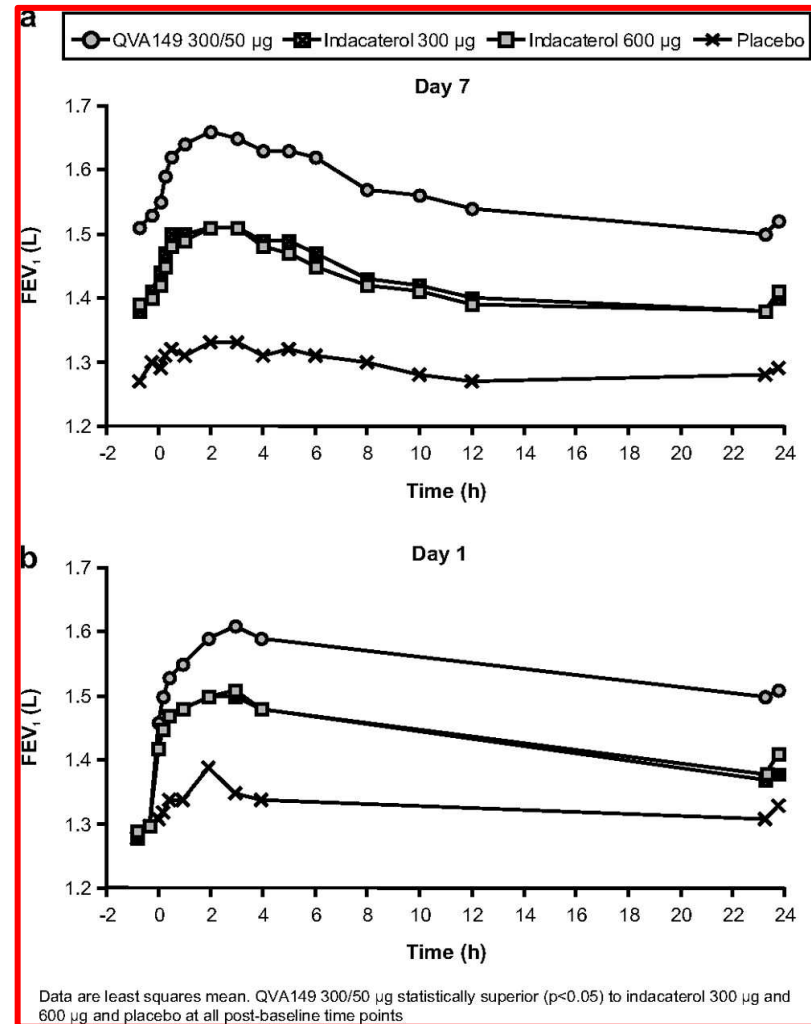 a
QVA149 300/50 µg Indacaterol 300 µg Indacaterol 600 µg Placebo
Day 7
1.7
1.6
1.5
1.4
1.3
1.2
FEV₁ (L)
-2 0 2 4 6 8 10 12 14 16 18 20 22 24
Time (h)
b
Day 1
1.7
1.6
1.5
1.4
1.3
1.2
FEV₁ (L)
-2 0 2 4 6 8 10 12 14 16 18 20 22 24
Time (h)
Data are least squares mean. QVA149 300/50 µg statistically superior (p<0.05) to indacaterol 300 µg and
600 µg and placebo at all post-baseline time points